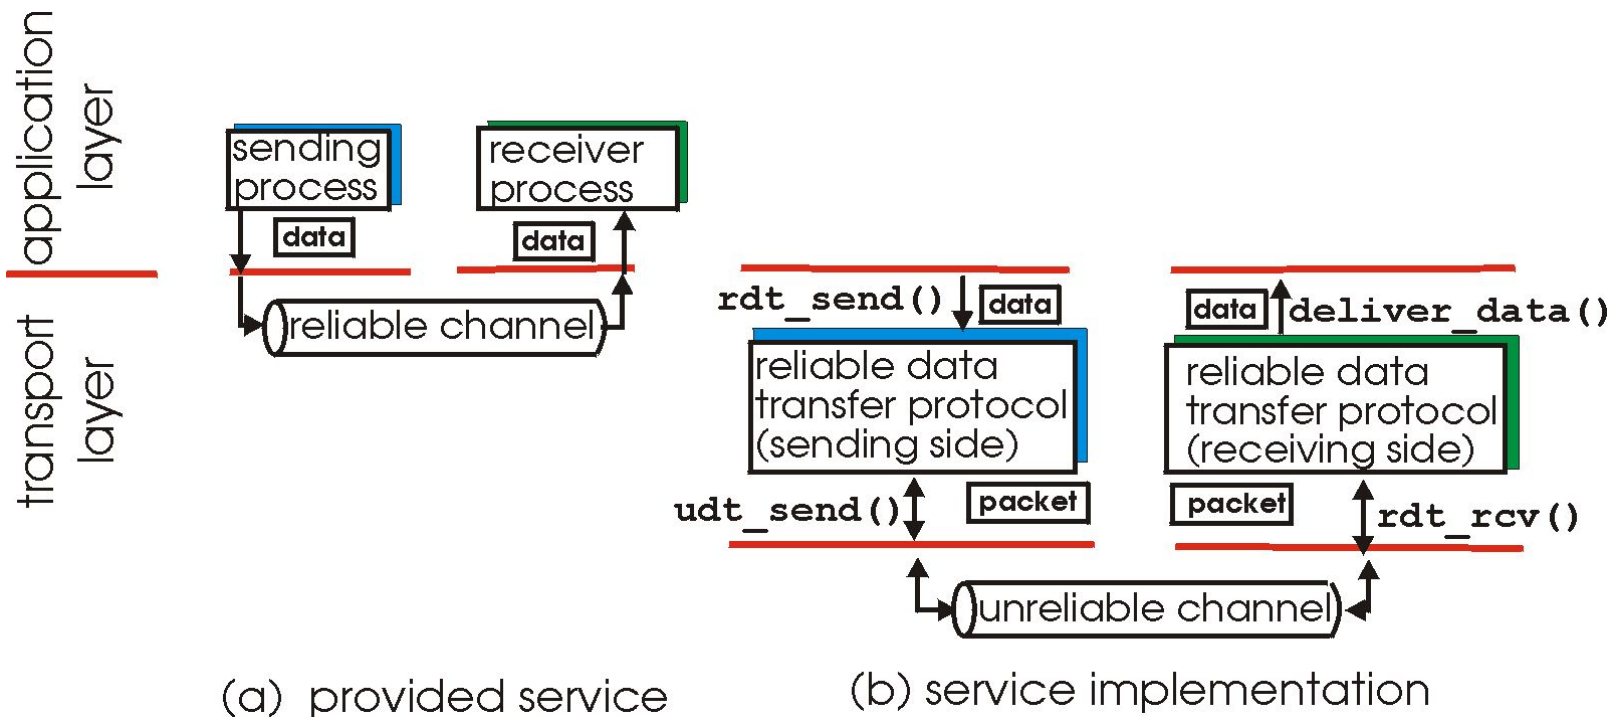 application
layer
transport
layer
sending
process
data
receiver
process
data
reliable channel
(a) provided service
rdt_send()
data
reliable data
transfer protocol
(sending side)
udt_send()
packet
data
deliver_data()
reliable data
transfer protocol
(receiving side)
packet
rdt_rcv()
unreliable channel
(b) service implementation